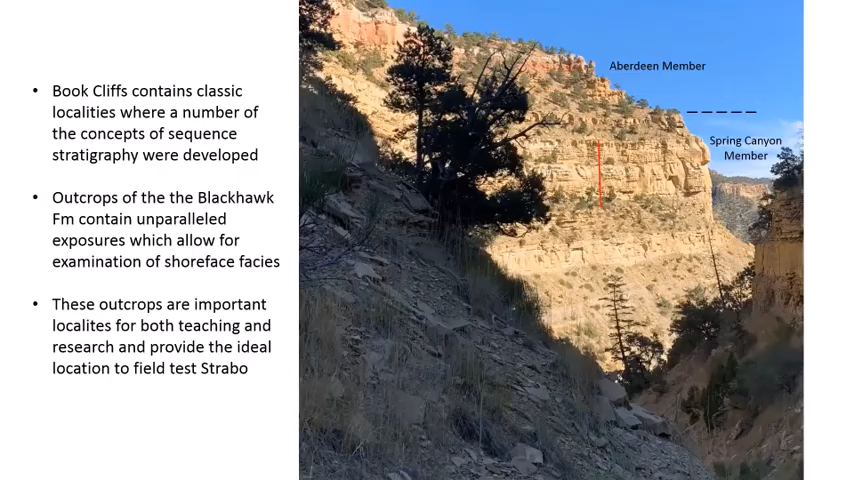 • Book Cliffs contains classic
localities where a number of
the concepts of sequence
stratigraphy were developed
• Outcrops of the the Blackhawk
Fm contain unparalleled
exposures which allow for
examination of shoreface facies
• These outcrops are important
localites for both teaching and
research and provide the ideal
location to field test Strabo
Aberdeen Member
Spring Canyon
Member